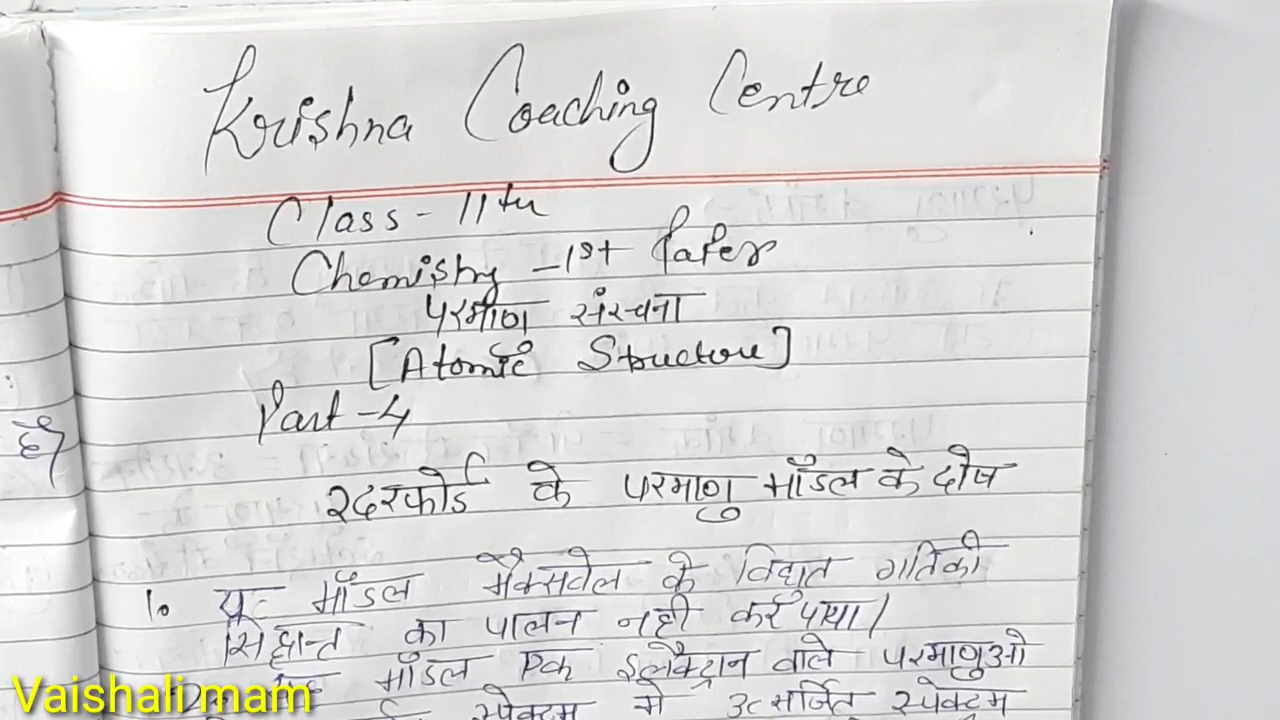 Krishna Coaching Centre
Class - 11th
Chemistry - 1st Paper
परमाणु संरचना
[Atomic Structure]
Part - 4
रदरफोर्ड के परमाणु मॉडल के दोष
1. यह मॉडल मैक्सवेल के विद्युत गतिकी
सिद्धान्त का पालन नही कर पाया।
मॉडल एक इलैक्ट्रान वाले परमाणुओ
स्पेक्ट्रम मे उत्सर्जित स्पेक्ट्रम
है।
Vaishali mam